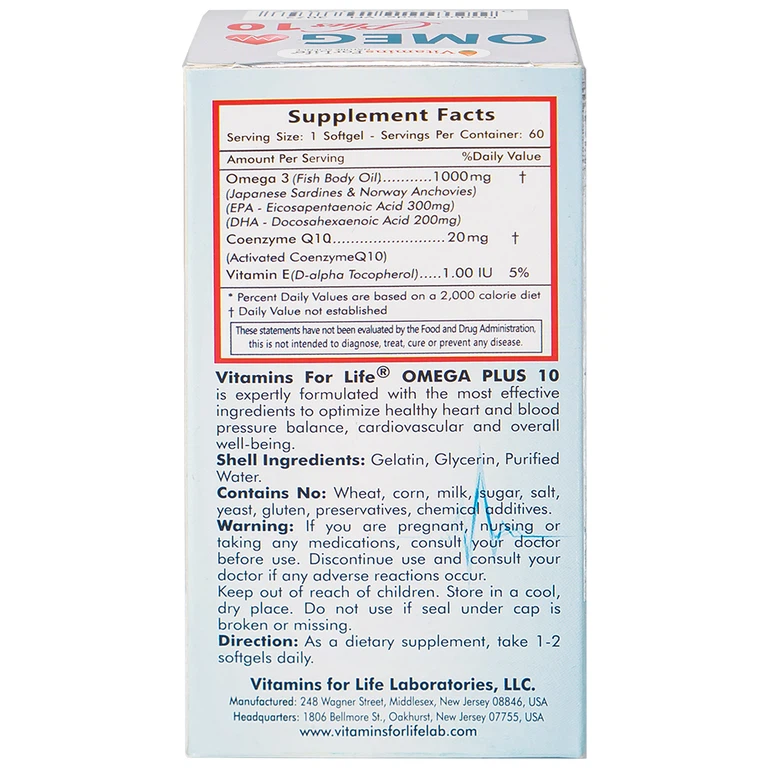 VitaminsForLife
OMEG
Plus 10
Supplement Facts
Serving Size: 1 Softgel - Servings Per Container: 60
Amount Per Serving %Daily Value
Omega 3 (Fish Body Oil)...........1000mg †
(Japanese Sardines & Norway Anchovies)
(EPA - Eicosapentaenoic Acid 300mg)
(DHA - Docosahexaenoic Acid 200mg)
Coenzyme Q10..........................20mg †
(Activated CoenzymeQ10)
Vitamin E(D-alpha Tocopherol).....1.00 IU 5%
* Percent Daily Values are based on a 2,000 calorie diet
† Daily Value not established
These statements have not been evaluated by the Food and Drug Administration,
this is not intended to diagnose, treat, cure or prevent any disease.
Vitamins For Life® OMEGA PLUS 10
is expertly formulated with the most effective
ingredients to optimize healthy heart and blood
pressure balance, cardiovascular and overall
well-being.
Shell Ingredients: Gelatin, Glycerin, Purified
Water.
Contains No: Wheat, corn, milk, sugar, salt,
yeast, gluten, preservatives, chemical additives.
Warning: If you are pregnant, nursing or
taking any medications, consult your doctor
before use. Discontinue use and consult your
doctor if any adverse reactions occur.
Keep out of reach of children. Store in a cool,
dry place. Do not use if seal under cap is
broken or missing.
Direction: As a dietary supplement, take 1-2
softgels daily.
Vitamins for Life Laboratories, LLC.
Manufactured: 248 Wagner Street, Middlesex, New Jersey 08846, USA
Headquarters: 1806 Bellmore St., Oakhurst, New Jersey 07755, USA
www.vitaminsforlifelab.com